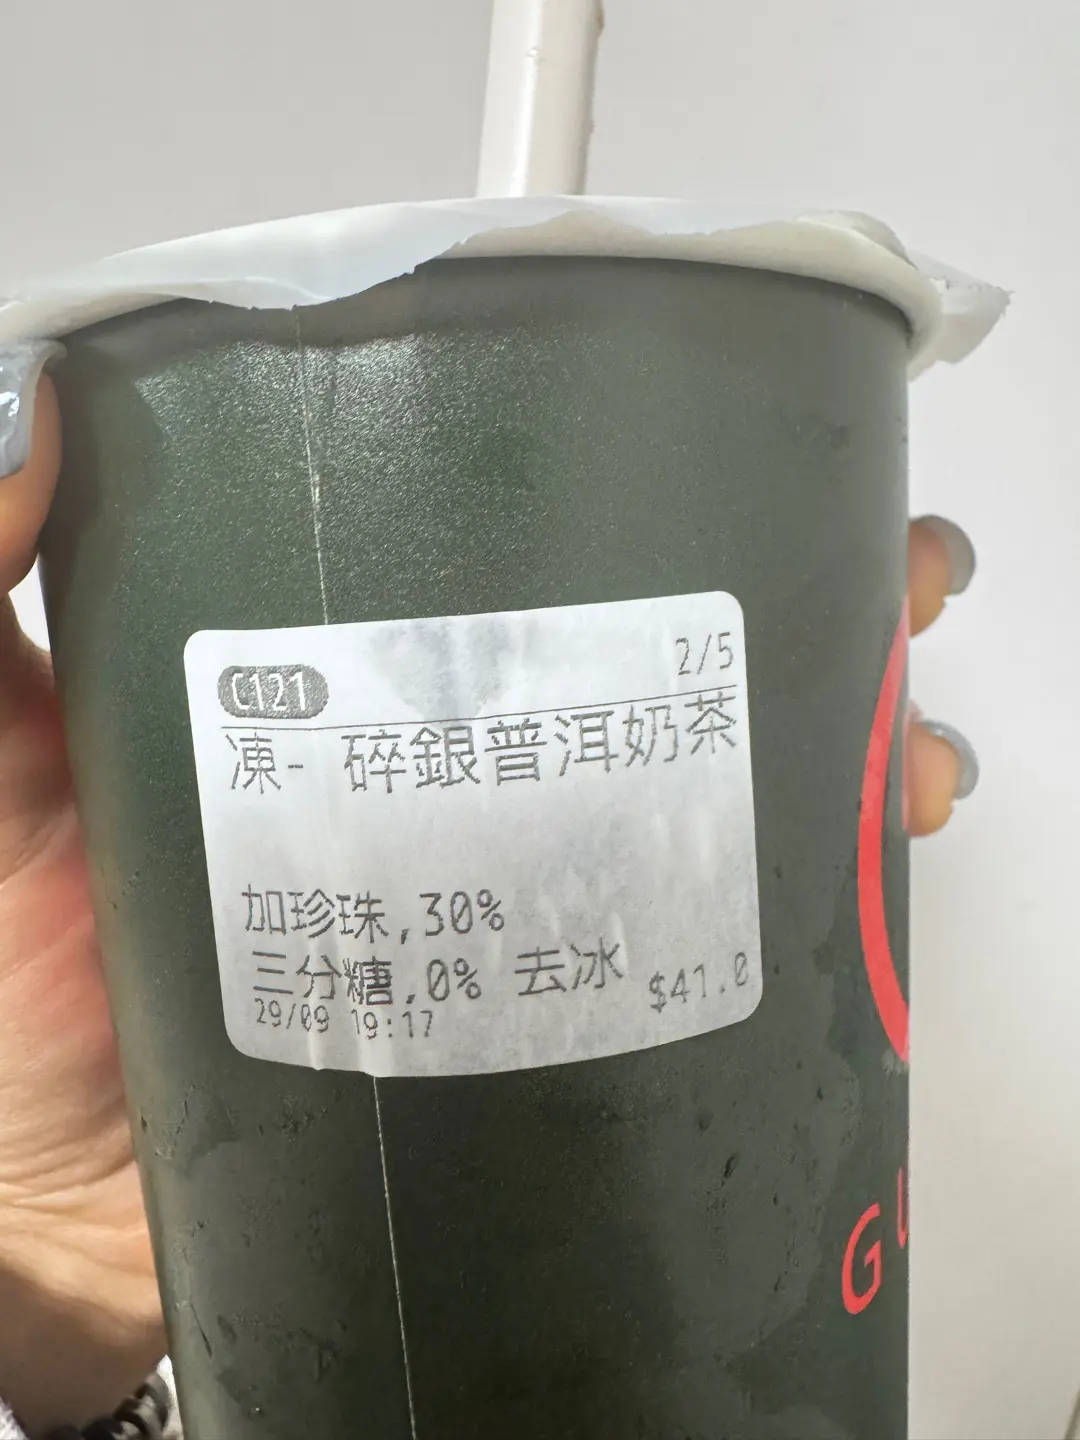 C121
2/5
凍- 碎銀普洱奶茶
加珍珠,30%
三分糖,0% 去冰
$41.0
29/09 19:17
G